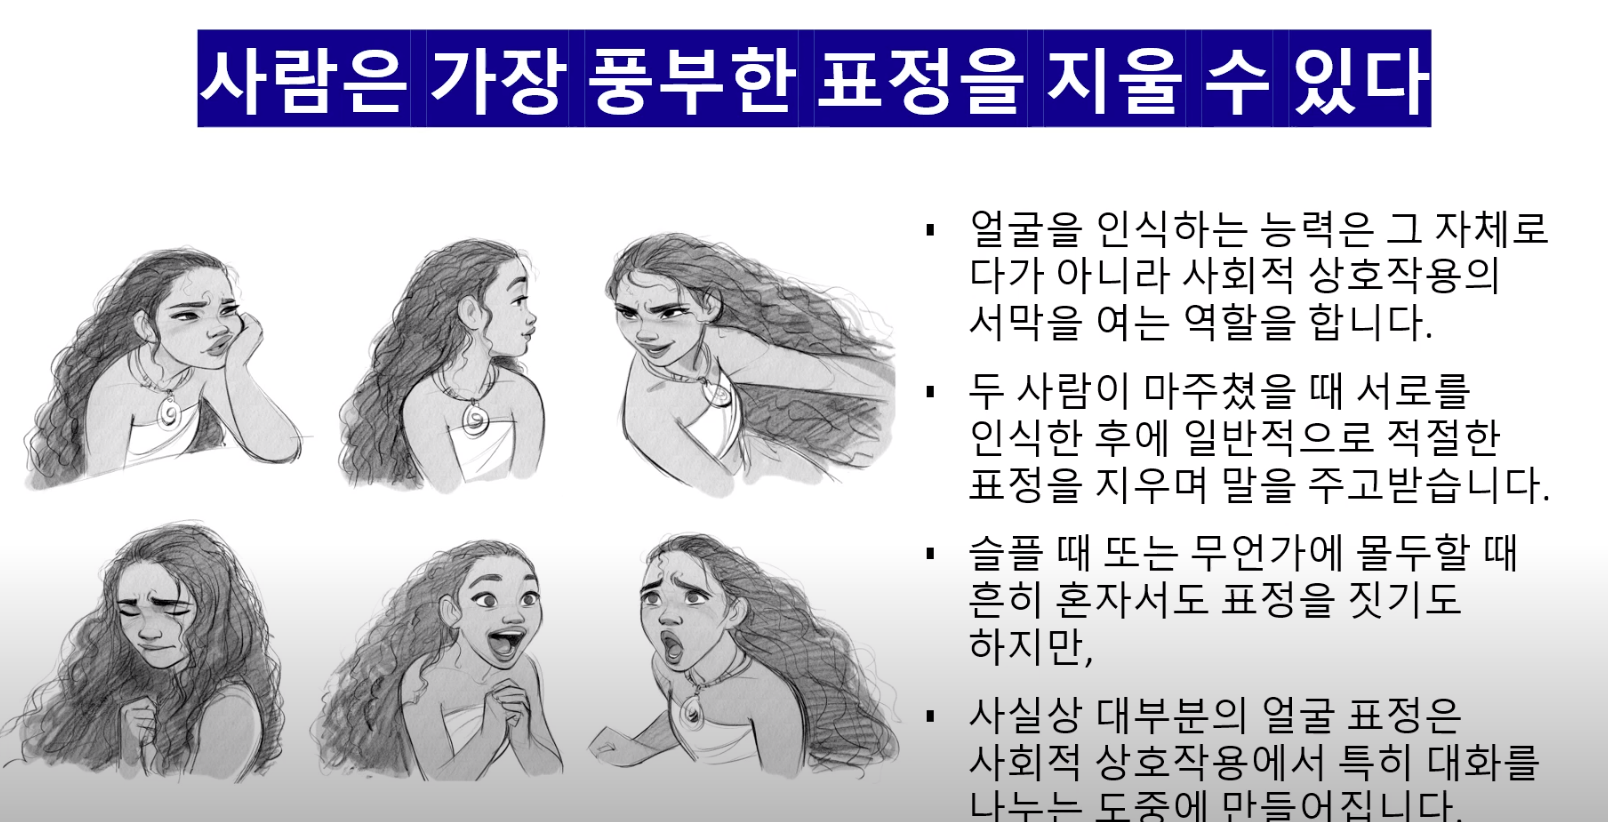 사람은 가장 풍부한 표정을 지울 수 있다
얼굴을 인식하는 능력은 그 자체로
다가 아니라 사회적 상호작용의
서막을 여는 역할을 합니다.
두 사람이 마주쳤을 때 서로를
인식한 후에 일반적으로 적절한
표정을 지우며 말을 주고받습니다.
슬플 때 또는 무언가에 몰두할 때
흔히 혼자서도 표정을 짓기도
하지만,
사실상 대부분의 얼굴 표정은
사회적 상호작용에서 특히 대화를
나누는 도중에 만들어집니다.